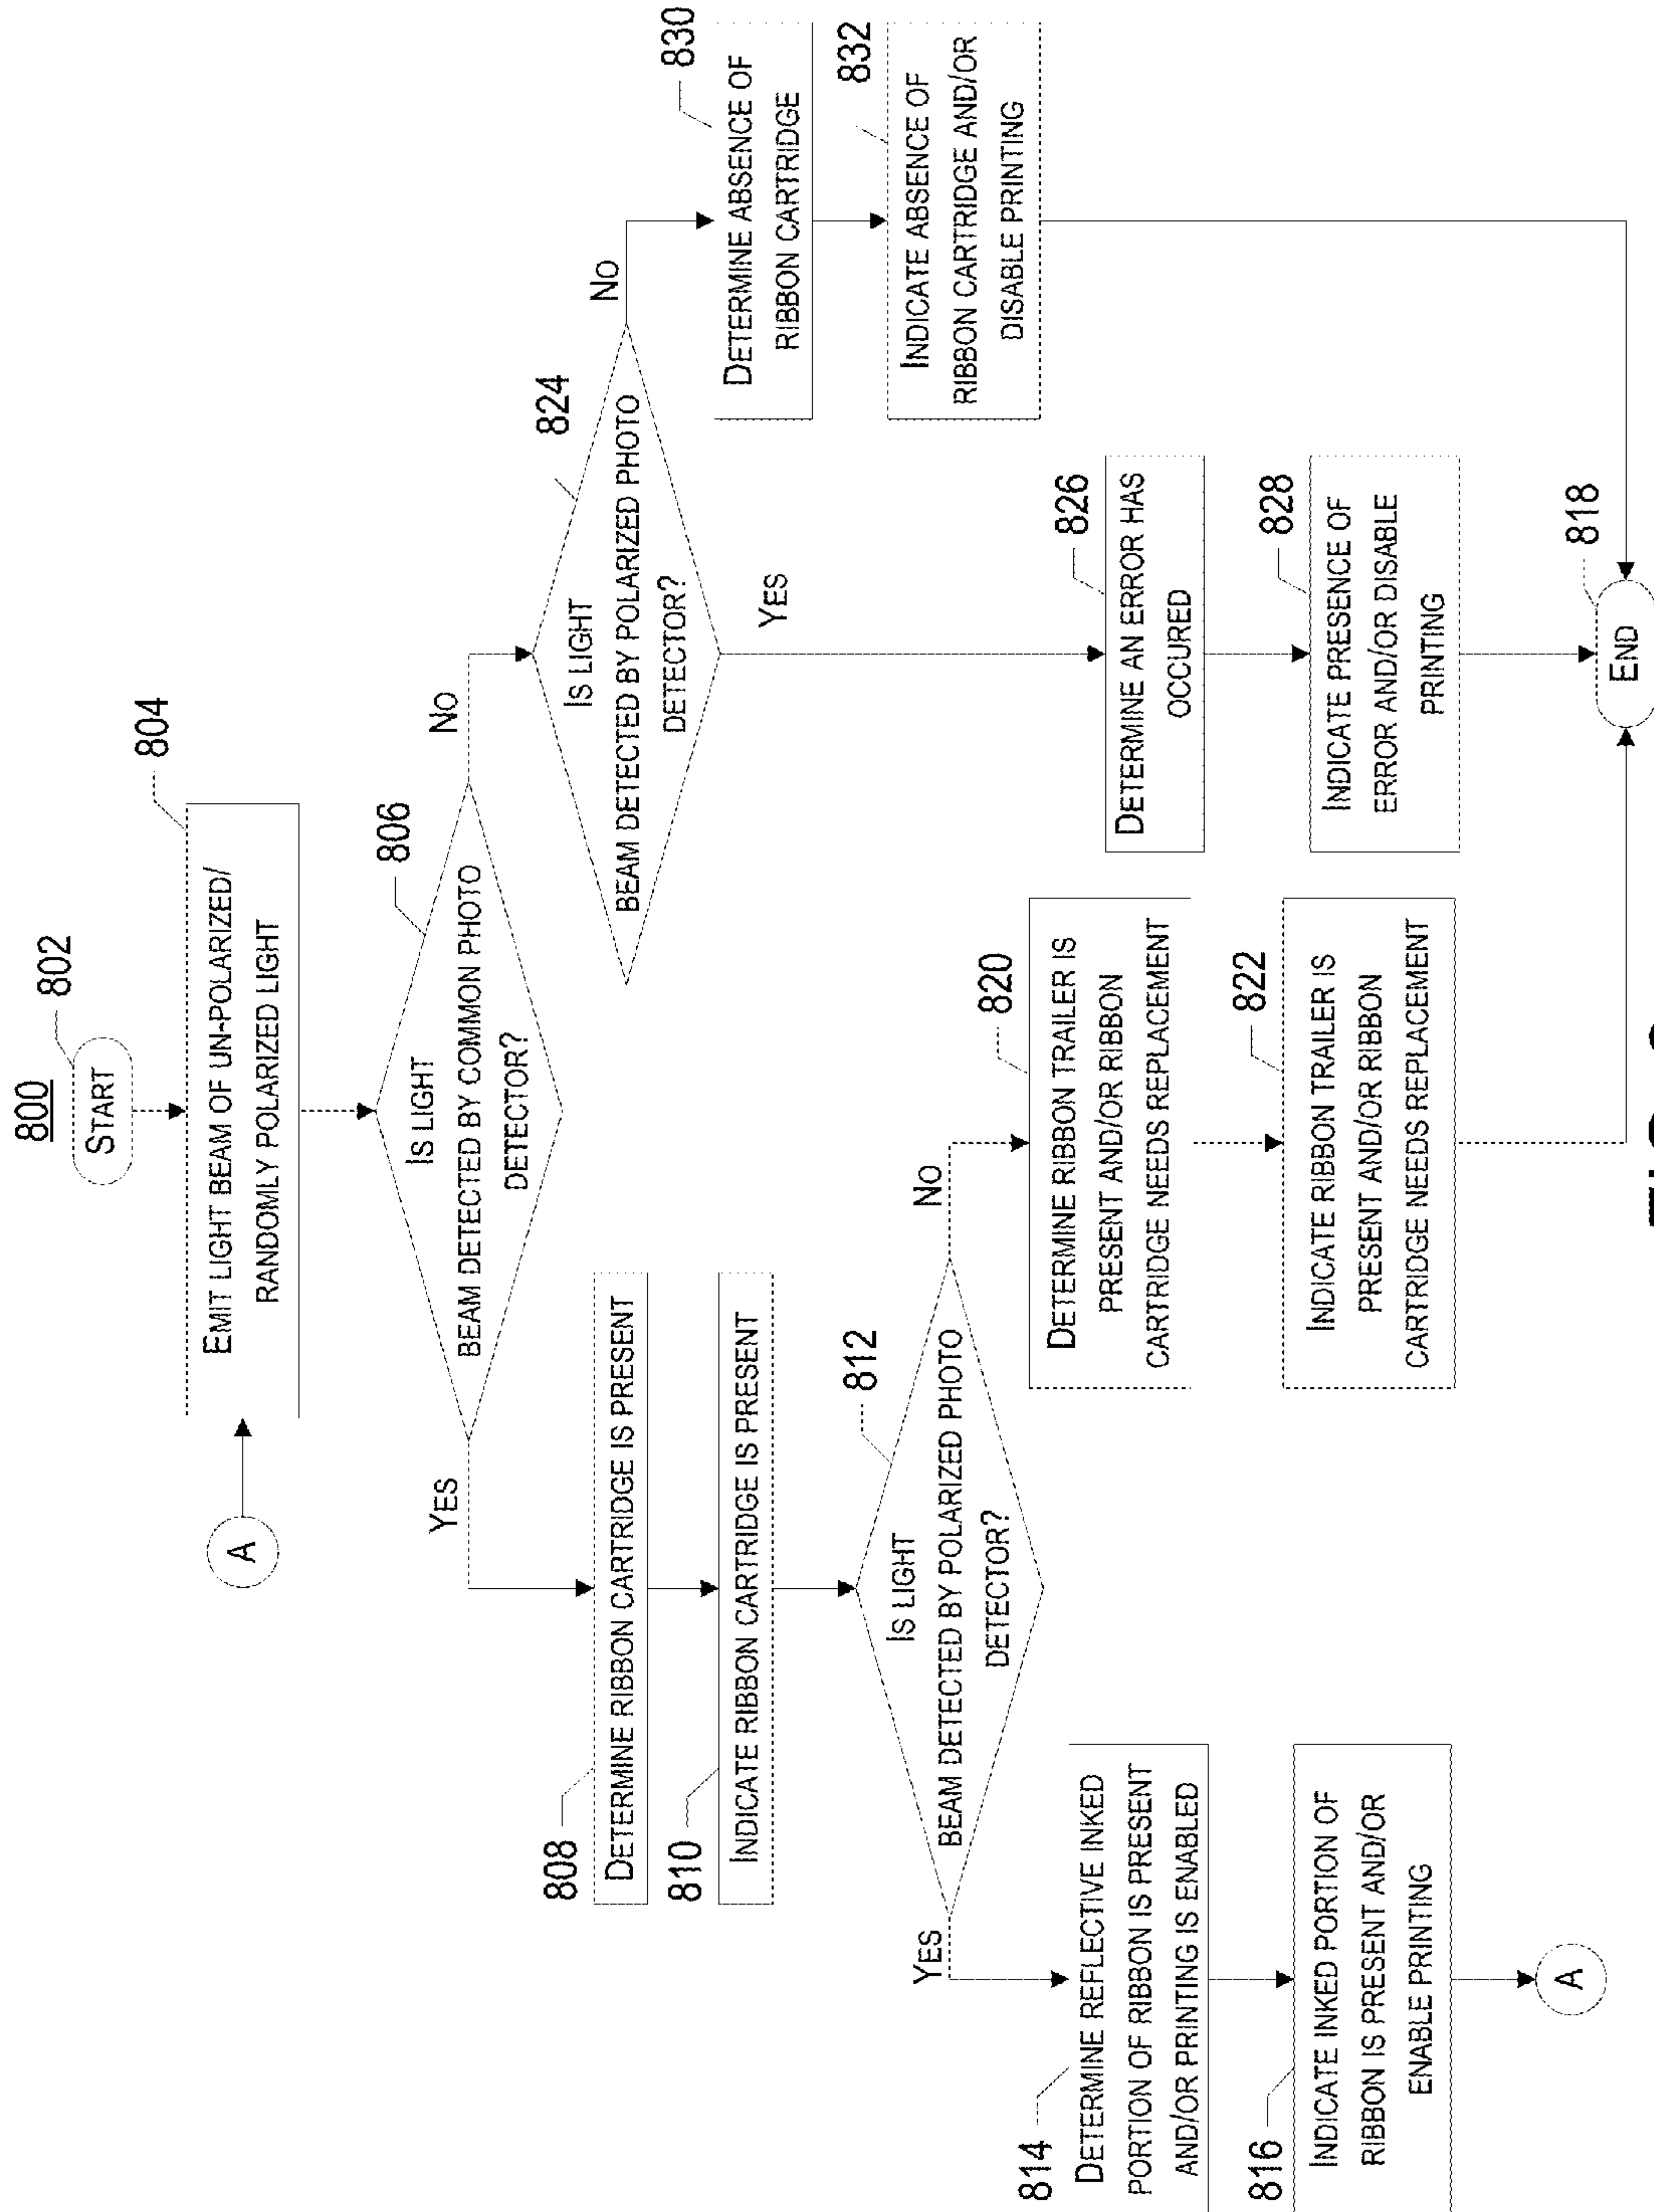 800
802
START
A
804
EMIT LIGHT BEAM OF UN-POLARIZED/
RANDOMLY POLARIZED LIGHT
806
IS LIGHT
BEAM DETECTED BY COMMON PHOTO
DETECTOR?
YES
NO
808
DETERMINE RIBBON CARTRIDGE IS PRESENT
810
INDICATE RIBBON CARTRIDGE IS PRESENT
812
IS LIGHT
BEAM DETECTED BY POLARIZED PHOTO
DETECTOR?
YES
NO
814
DETERMINE REFLECTIVE INKED
PORTION OF RIBBON IS PRESENT
AND/OR PRINTING IS ENABLED
816
INDICATE INKED PORTION OF
RIBBON IS PRESENT AND/OR
ENABLE PRINTING
A
820
DETERMINE RIBBON TRAILER IS
PRESENT AND/OR RIBBON
CARTRIDGE NEEDS REPLACEMENT
822
INDICATE RIBBON TRAILER IS
PRESENT AND/OR RIBBON
CARTRIDGE NEEDS REPLACEMENT
824
IS LIGHT
BEAM DETECTED BY POLARIZED PHOTO
DETECTOR?
YES
NO
826
DETERMINE AN ERROR HAS
OCCURED
828
INDICATE PRESENCE OF
ERROR AND/OR DISABLE
PRINTING
830
DETERMINE ABSENCE OF
RIBBON CARTRIDGE
832
INDICATE ABSENCE OF
RIBBON CARTRIDGE AND/OR
DISABLE PRINTING
818
END